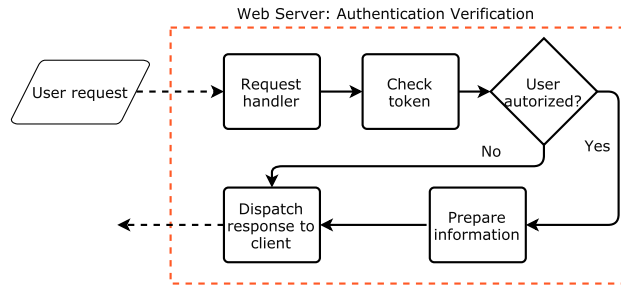 Web Server: Authentication Verification
User request
Request
handler
Check
token
User
autorized?
No
Yes
Dispatch
response to
client
Prepare
information